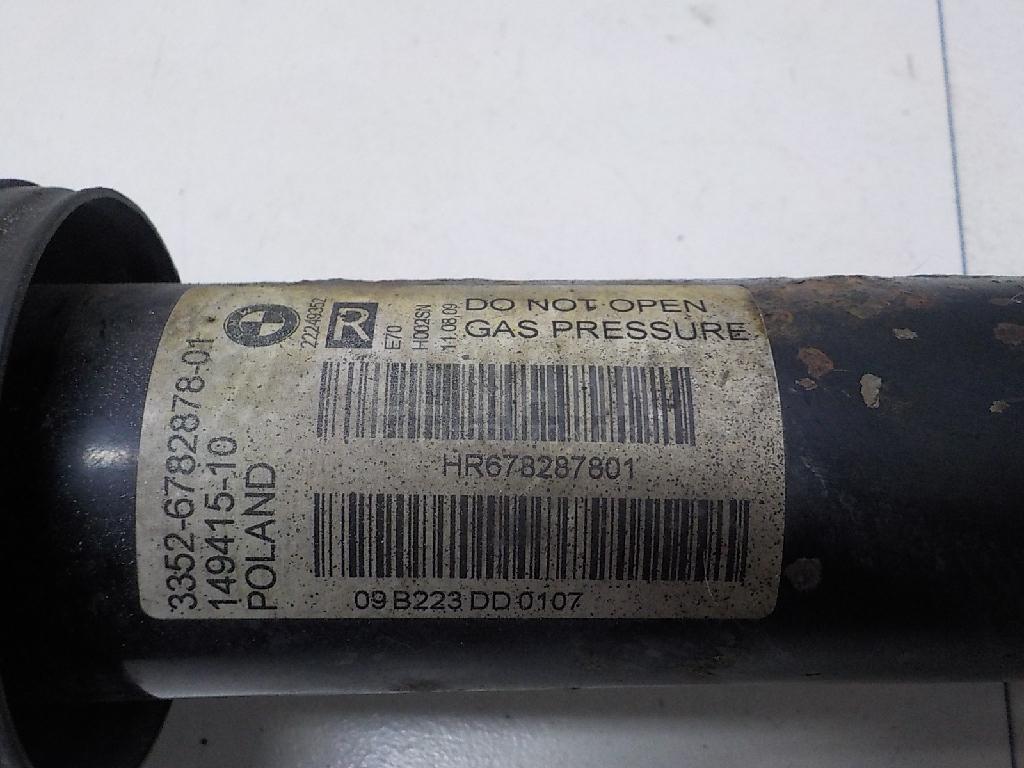 3352-6782878-01
149415-10
POLAND
22249352
R
E70
H002SN
11.08.09
DO NOT OPEN
GAS PRESSURE
HR678287801
09 B223 DD 0107